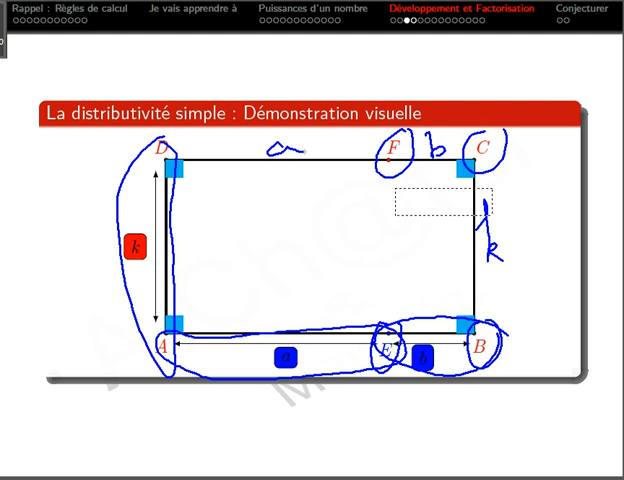 Rappel : Règles de calcul Je vais apprendre à Puissances d'un nombre Développement et Factorisation Conjecturer
La distributivité simple : Démonstration visuelle
D a F b C
k k
A E B
a b